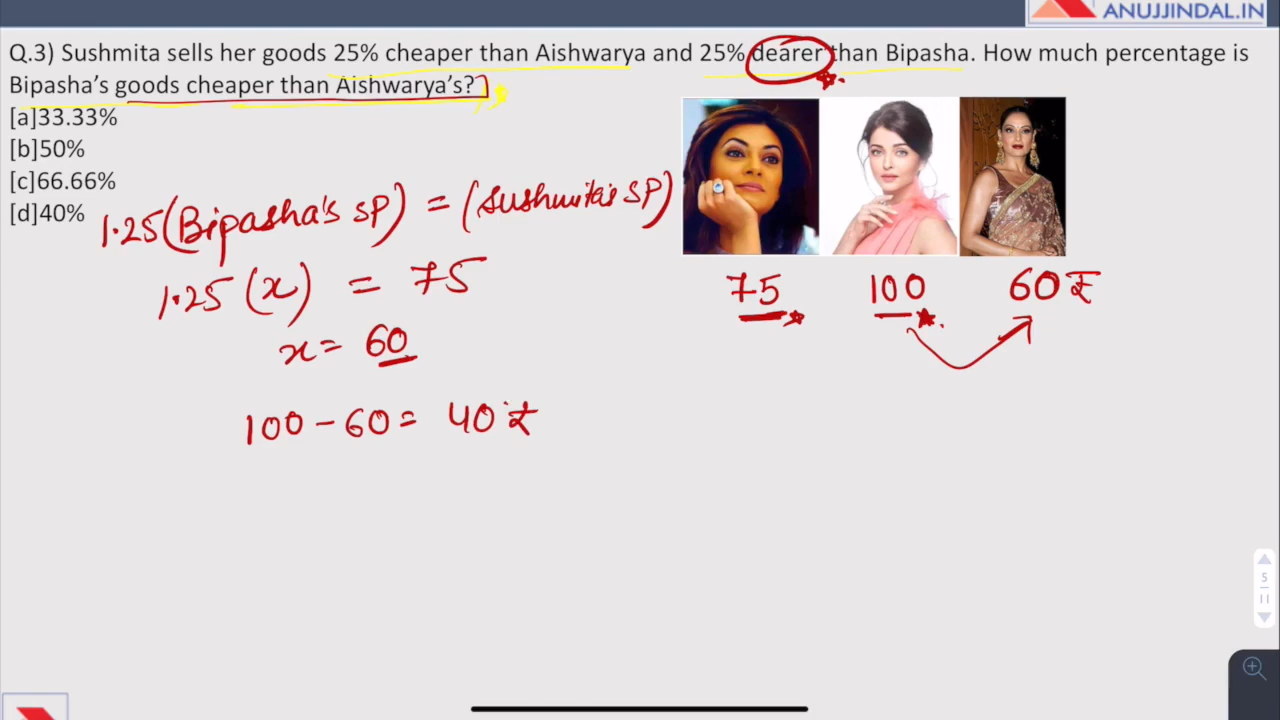 ANUJJINDAL.IN
Q.3) Sushmita sells her goods 25% cheaper than Aishwarya and 25% dearer than Bipasha. How much percentage is
Bipasha’s goods cheaper than Aishwarya’s?
[a]33.33%
[b]50%
[c]66.66%
[d]40%
1.25(Bipasha's SP) = (Sushmita's SP)
1.25 (x) = 75
x = 60
100 - 60 = 40 ₹
75 100 60 ₹
5
11